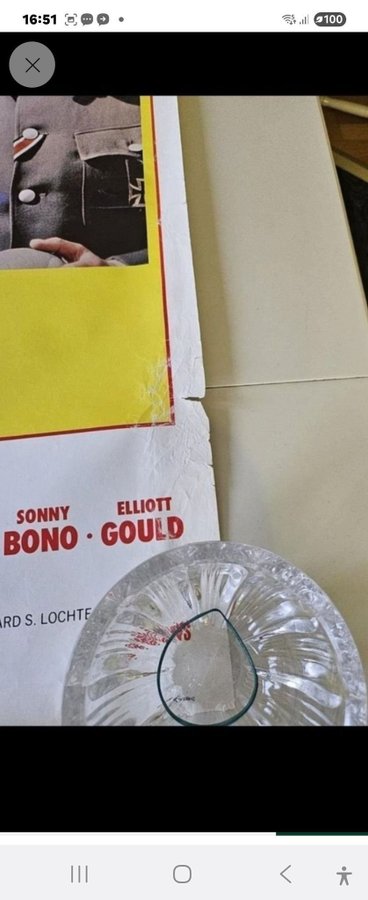 16:51
100
SONNY ELLIOTT
BONO · GOULD
ARD S. LOCHTE